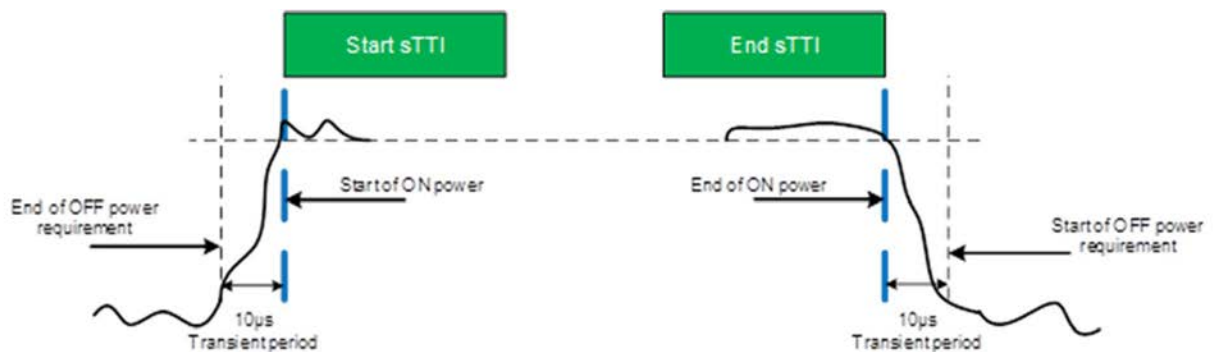 Start sTTI
End sTTI
Start of ON power
End of ON power
End of OFF power
requirement
Start of OFF power
requirement
10µs
Transient period
10µs
Transient period